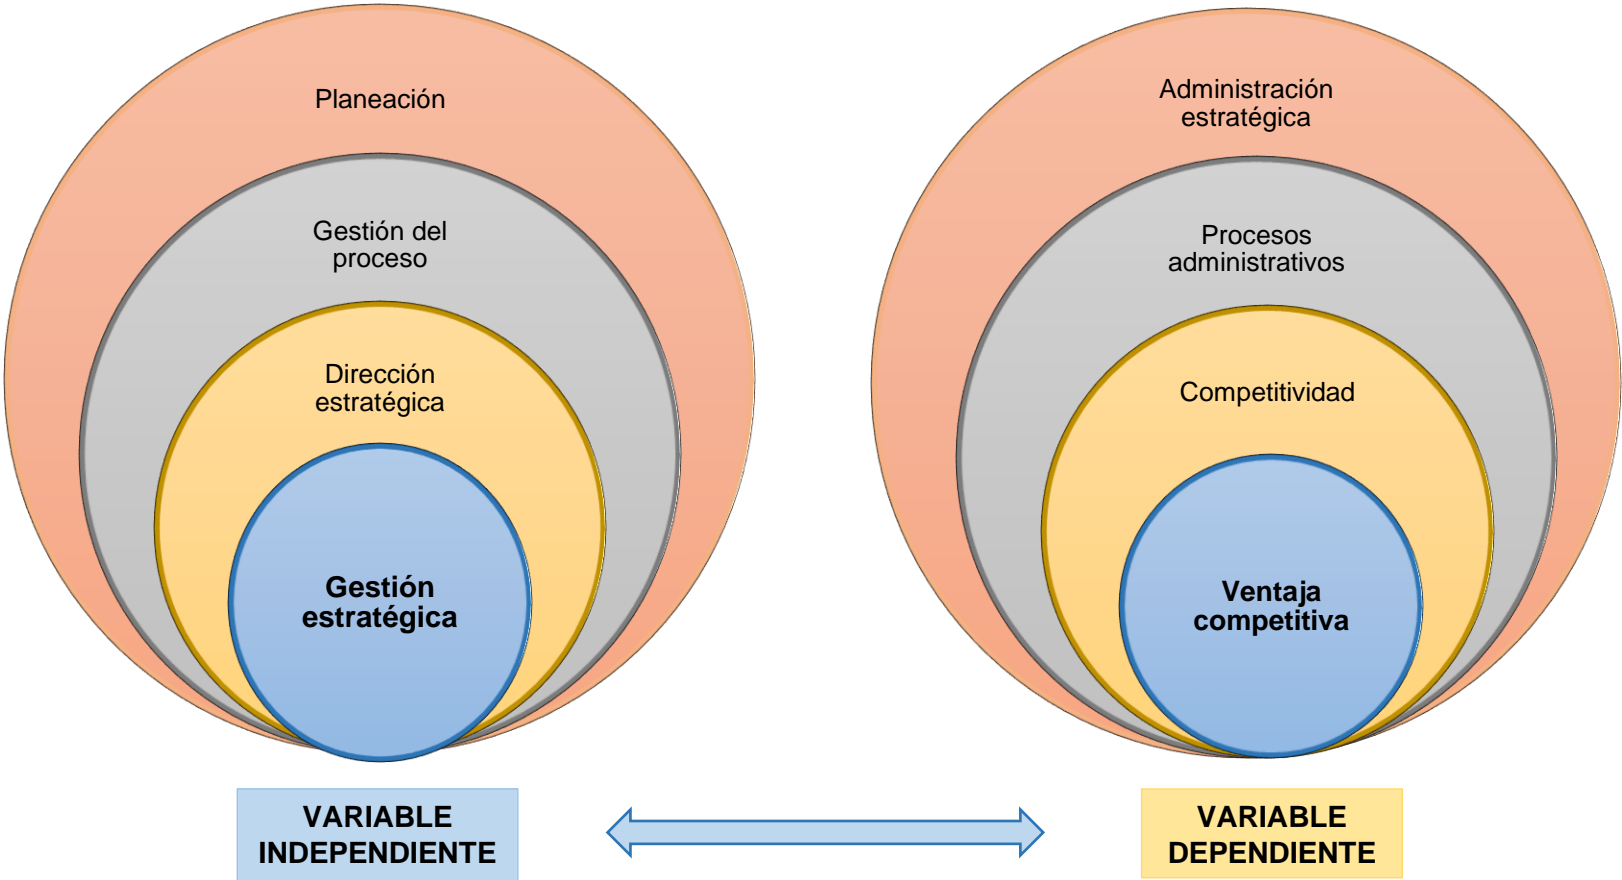 Planeación
Gestión del
proceso
Dirección
estratégica
Gestión
estratégica
VARIABLE
INDEPENDIENTE
Administración
estratégica
Procesos
administrativos
Competitividad
Ventaja
competitiva
VARIABLE
DEPENDIENTE